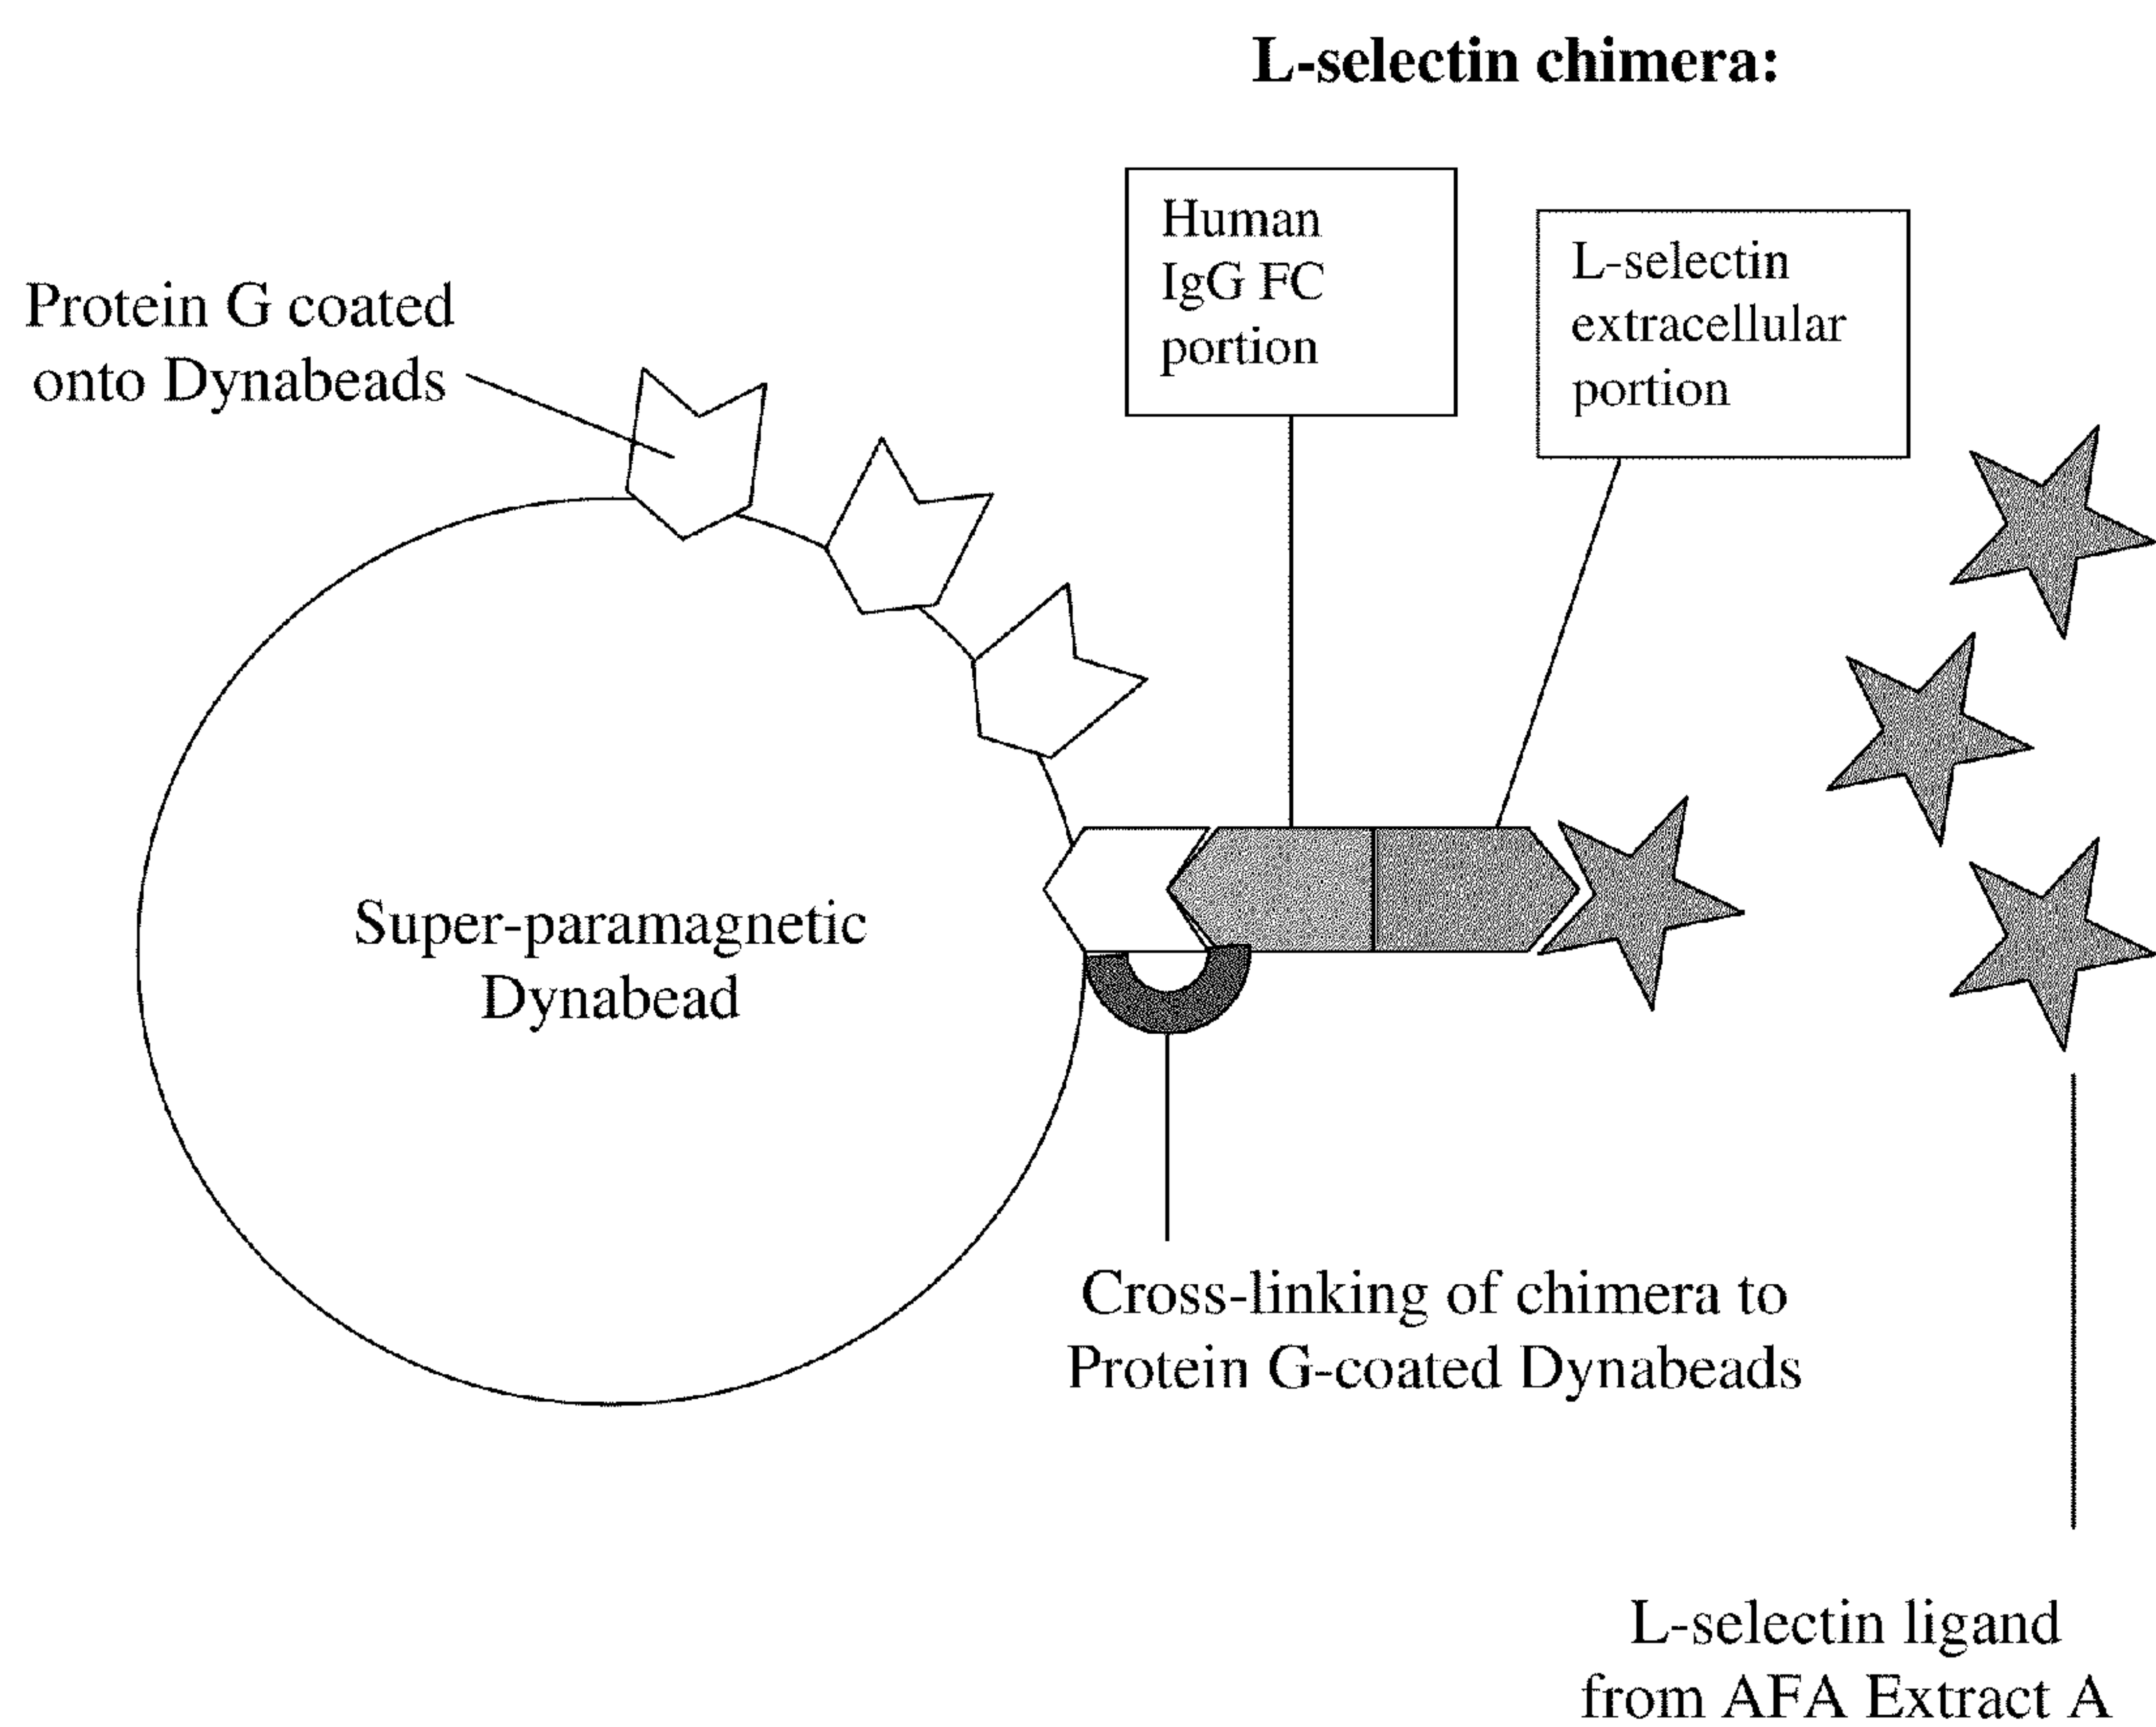 L-selectin chimera:
Human
IgG FC
portion
L-selectin
extracellular
portion
Protein G coated
onto Dynabeads
Super-paramagnetic
Dynabead
Cross-linking of chimera to
Protein G-coated Dynabeads
L-selectin ligand
from AFA Extract A